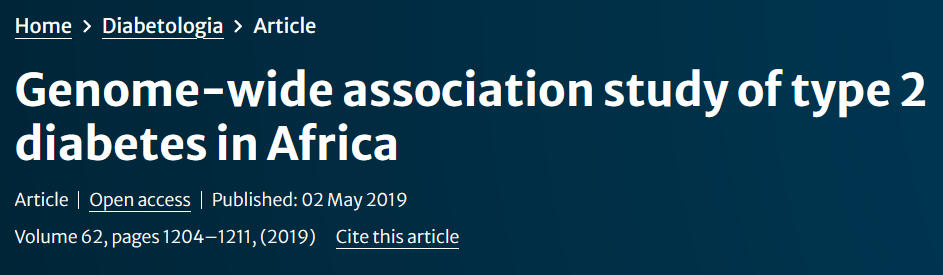 Home > Diabetologia > Article
Genome-wide association study of type 2
diabetes in Africa
Article | Open access | Published: 02 May 2019
Volume 62, pages 1204–1211, (2019) Cite this article